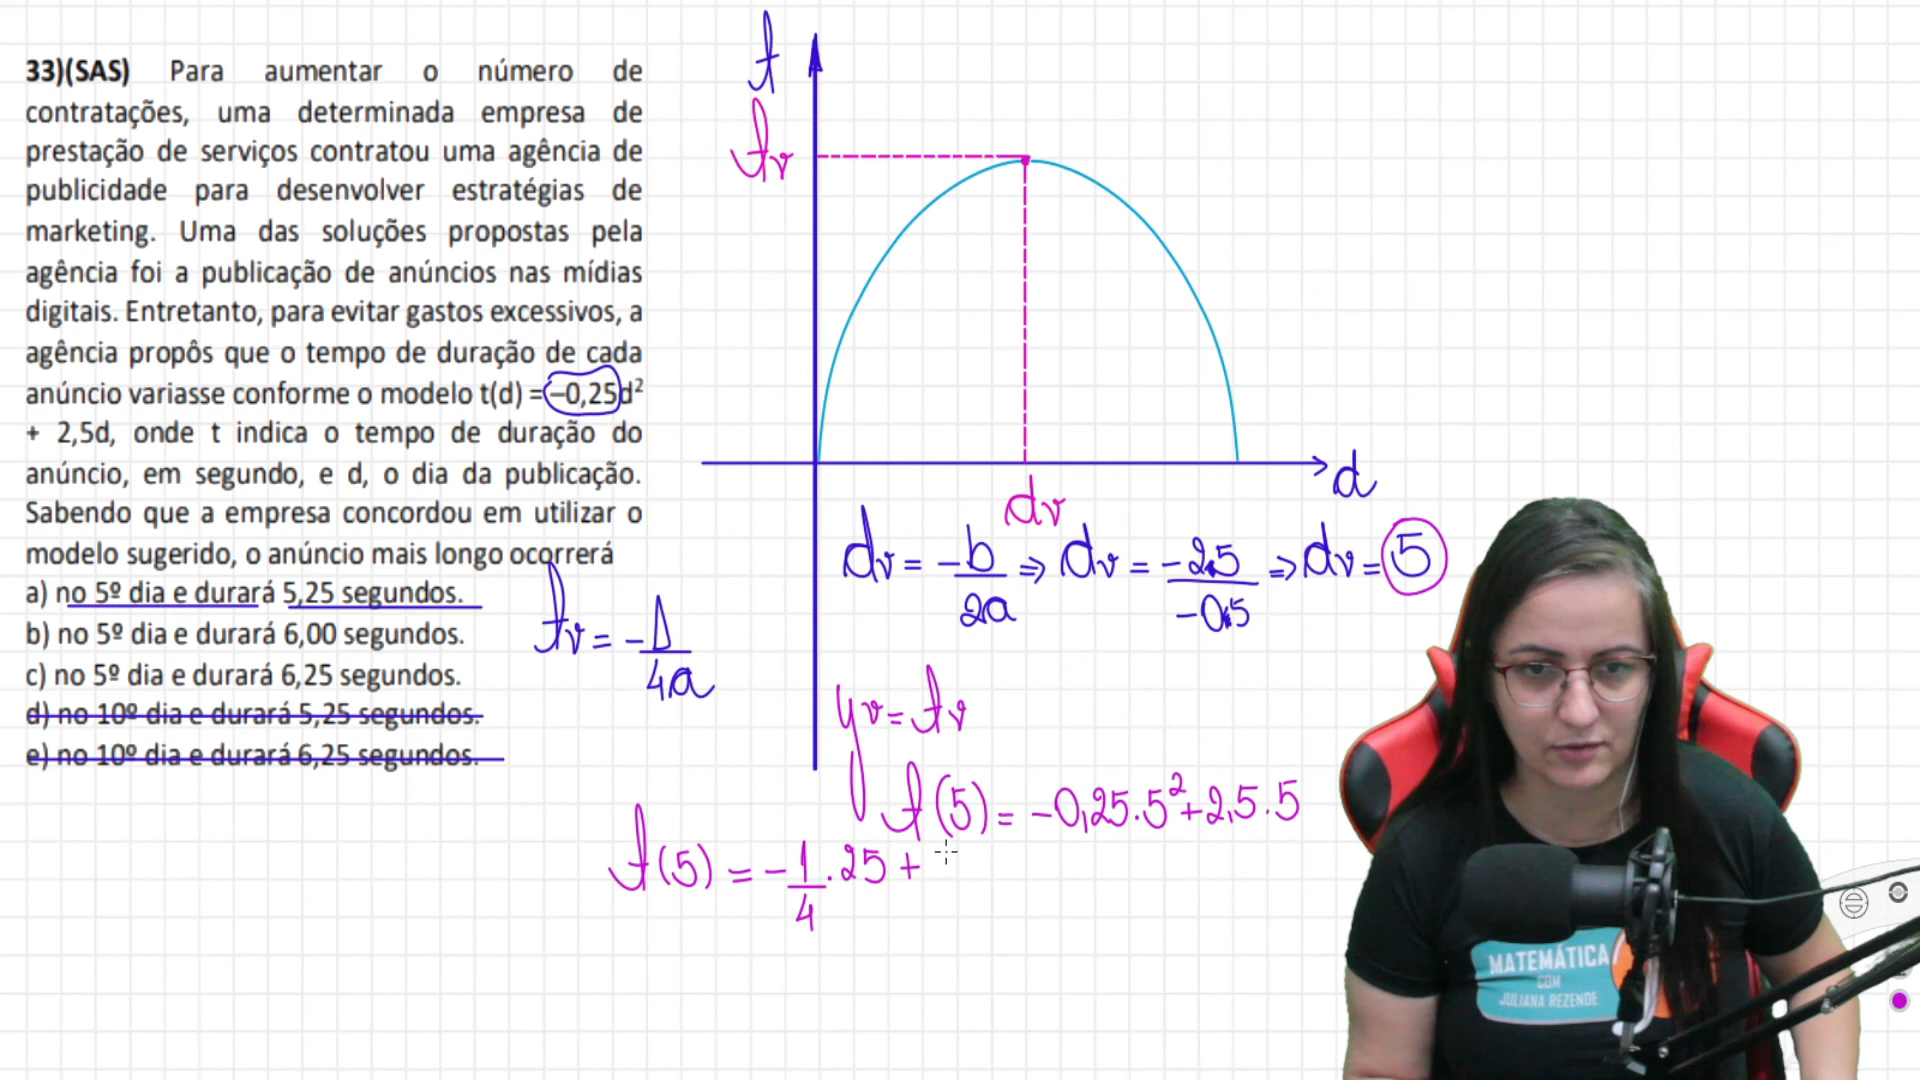 33)(SAS) Para aumentar o número de
contratações, uma determinada empresa de
prestação de serviços contratou uma agência de
publicidade para desenvolver estratégias de
marketing. Uma das soluções propostas pela
agência foi a publicação de anúncios nas mídias
digitais. Entretanto, para evitar gastos excessivos, a
agência propôs que o tempo de duração de cada
anúncio variasse conforme o modelo t(d) = –0,25d²
+ 2,5d, onde t indica o tempo de duração do
anúncio, em segundo, e d, o dia da publicação.
Sabendo que a empresa concordou em utilizar o
modelo sugerido, o anúncio mais longo ocorrerá
a) no 5º dia e durará 5,25 segundos.
b) no 5º dia e durará 6,00 segundos.
c) no 5º dia e durará 6,25 segundos.
d) no 10º dia e durará 5,25 segundos.
e) no 10º dia e durará 6,25 segundos.
t
tv
d
dv
dv = -b/2a => dv = -2,5/-0,5 => dv = 5
tv = -Δ/4a
yv = tv
t(5) = -0,25.5²+2,5.5
t(5) = -1/4.25+
MATEMÁTICA
COM
JULIANA REZENDE